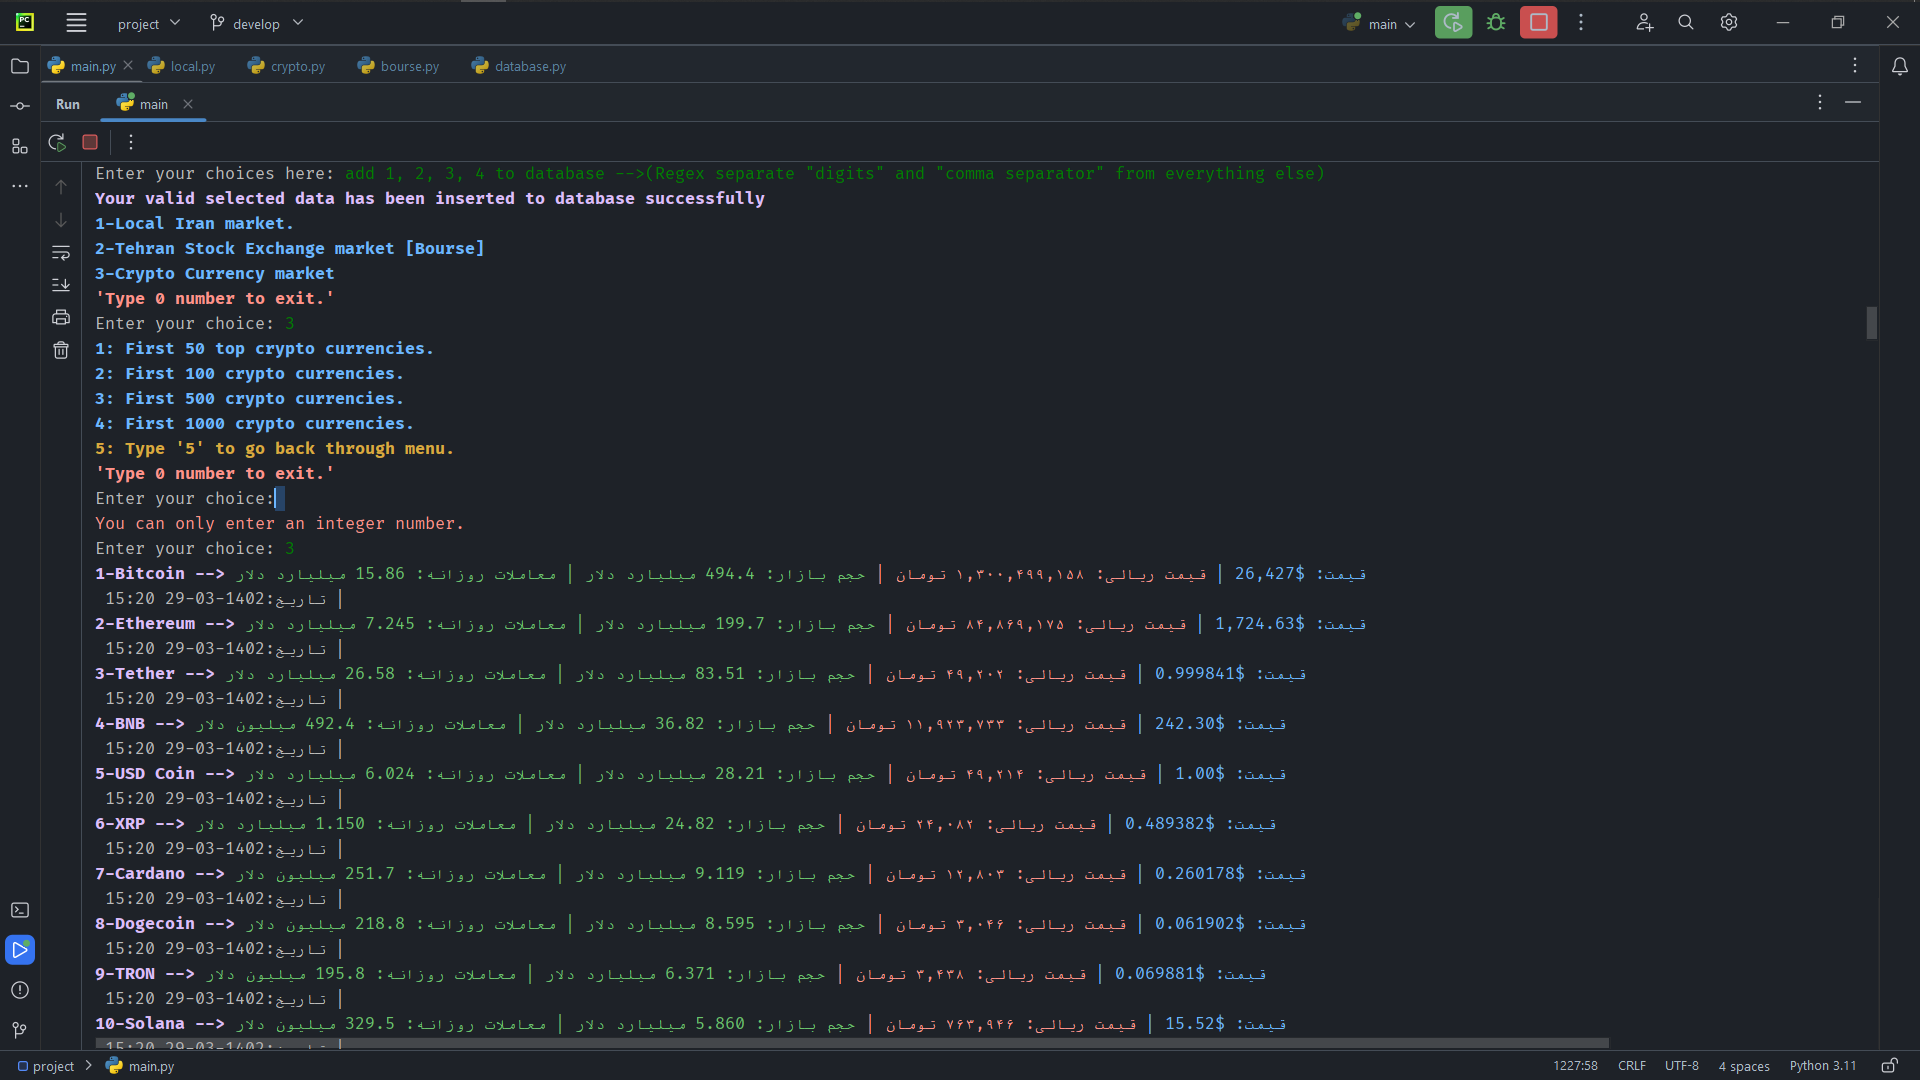 project develop main
main.py local.py crypto.py bourse.py database.py
Run main
Enter your choices here: add 1, 2, 3, 4 to database -->(Regex separate "digits" and "comma separator" from everything else)
Your valid selected data has been inserted to database successfully
1-Local Iran market.
2-Tehran Stock Exchange market [Bourse]
3-Crypto Currency market
'Type 0 number to exit.'
Enter your choice: 3
1: First 50 top crypto currencies.
2: First 100 crypto currencies.
3: First 500 crypto currencies.
4: First 1000 crypto currencies.
5: Type '5' to go back through menu.
'Type 0 number to exit.'
Enter your choice:
You can only enter an integer number.
Enter your choice: 3
1-Bitcoin --> قیمت: $26,427 | قیمت ریالی: ۱,۳۰۰,۴۹۹,۱۵۸ تومان | حجم بازار: 494.4 میلیارد دلار | معاملات روزانه: 15.86 میلیارد دلار
| تاریخ:1402-03-29 15:20
2-Ethereum --> قیمت: $1,724.63 | قیمت ریالی: ۸۴,۸۶۹,۱۷۵ تومان | حجم بازار: 199.7 میلیارد دلار | معاملات روزانه: 7.245 میلیارد دلار
| تاریخ:1402-03-29 15:20
3-Tether --> قیمت: $0.999841 | قیمت ریالی: ۴۹,۲۰۲ تومان | حجم بازار: 83.51 میلیارد دلار | معاملات روزانه: 26.58 میلیارد دلار
| تاریخ:1402-03-29 15:20
4-BNB --> قیمت: $242.30 | قیمت ریالی: ۱۱,۹۲۳,۷۳۳ تومان | حجم بازار: 36.82 میلیارد دلار | معاملات روزانه: 492.4 میلیون دلار
| تاریخ:1402-03-29 15:20
5-USD Coin --> قیمت: $1.00 | قیمت ریالی: ۴۹,۲۱۴ تومان | حجم بازار: 28.21 میلیارد دلار | معاملات روزانه: 6.024 میلیارد دلار
| تاریخ:1402-03-29 15:20
6-XRP --> قیمت: $0.489382 | قیمت ریالی: ۲۴,۰۸۲ تومان | حجم بازار: 24.82 میلیارد دلار | معاملات روزانه: 1.150 میلیارد دلار
| تاریخ:1402-03-29 15:20
7-Cardano --> قیمت: $0.260178 | قیمت ریالی: ۱۲,۸۰۳ تومان | حجم بازار: 9.119 میلیارد دلار | معاملات روزانه: 251.7 میلیون دلار
| تاریخ:1402-03-29 15:20
8-Dogecoin --> قیمت: $0.061902 | قیمت ریالی: ۳,۰۴۶ تومان | حجم بازار: 8.595 میلیارد دلار | معاملات روزانه: 218.8 میلیون دلار
| تاریخ:1402-03-29 15:20
9-TRON --> قیمت: $0.069881 | قیمت ریالی: ۳,۴۳۸ تومان | حجم بازار: 6.371 میلیارد دلار | معاملات روزانه: 195.8 میلیون دلار
| تاریخ:1402-03-29 15:20
10-Solana --> قیمت: $15.52 | قیمت ریالی: ۷۶۳,۹۴۶ تومان | حجم بازار: 5.860 میلیارد دلار | معاملات روزانه: 329.5 میلیون دلار
| تاریخ:1402-03-29 15:20
project main.py 1227:58 CRLF UTF-8 4 spaces Python 3.11